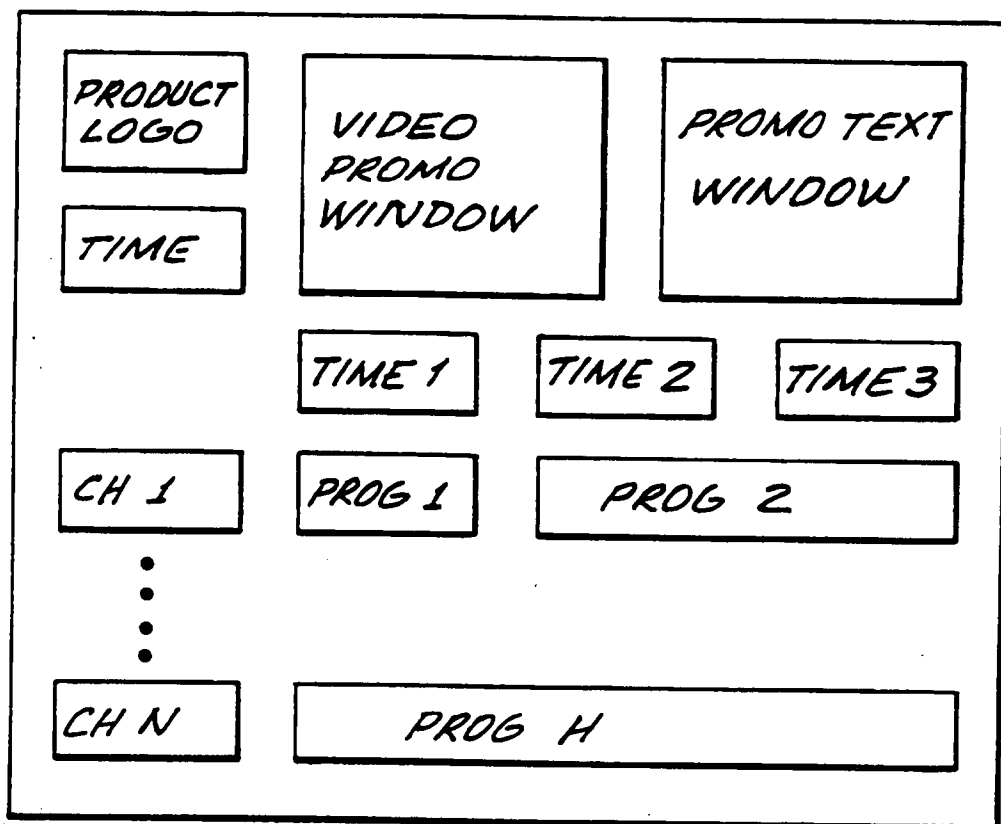 PRODUCT
LOGO
VIDEO
PROMO
WINDOW
PROMO TEXT
WINDOW
TIME
TIME 1
TIME 2
TIME 3
CH 1
PROG 1
PROG 2
CH N
PROG H